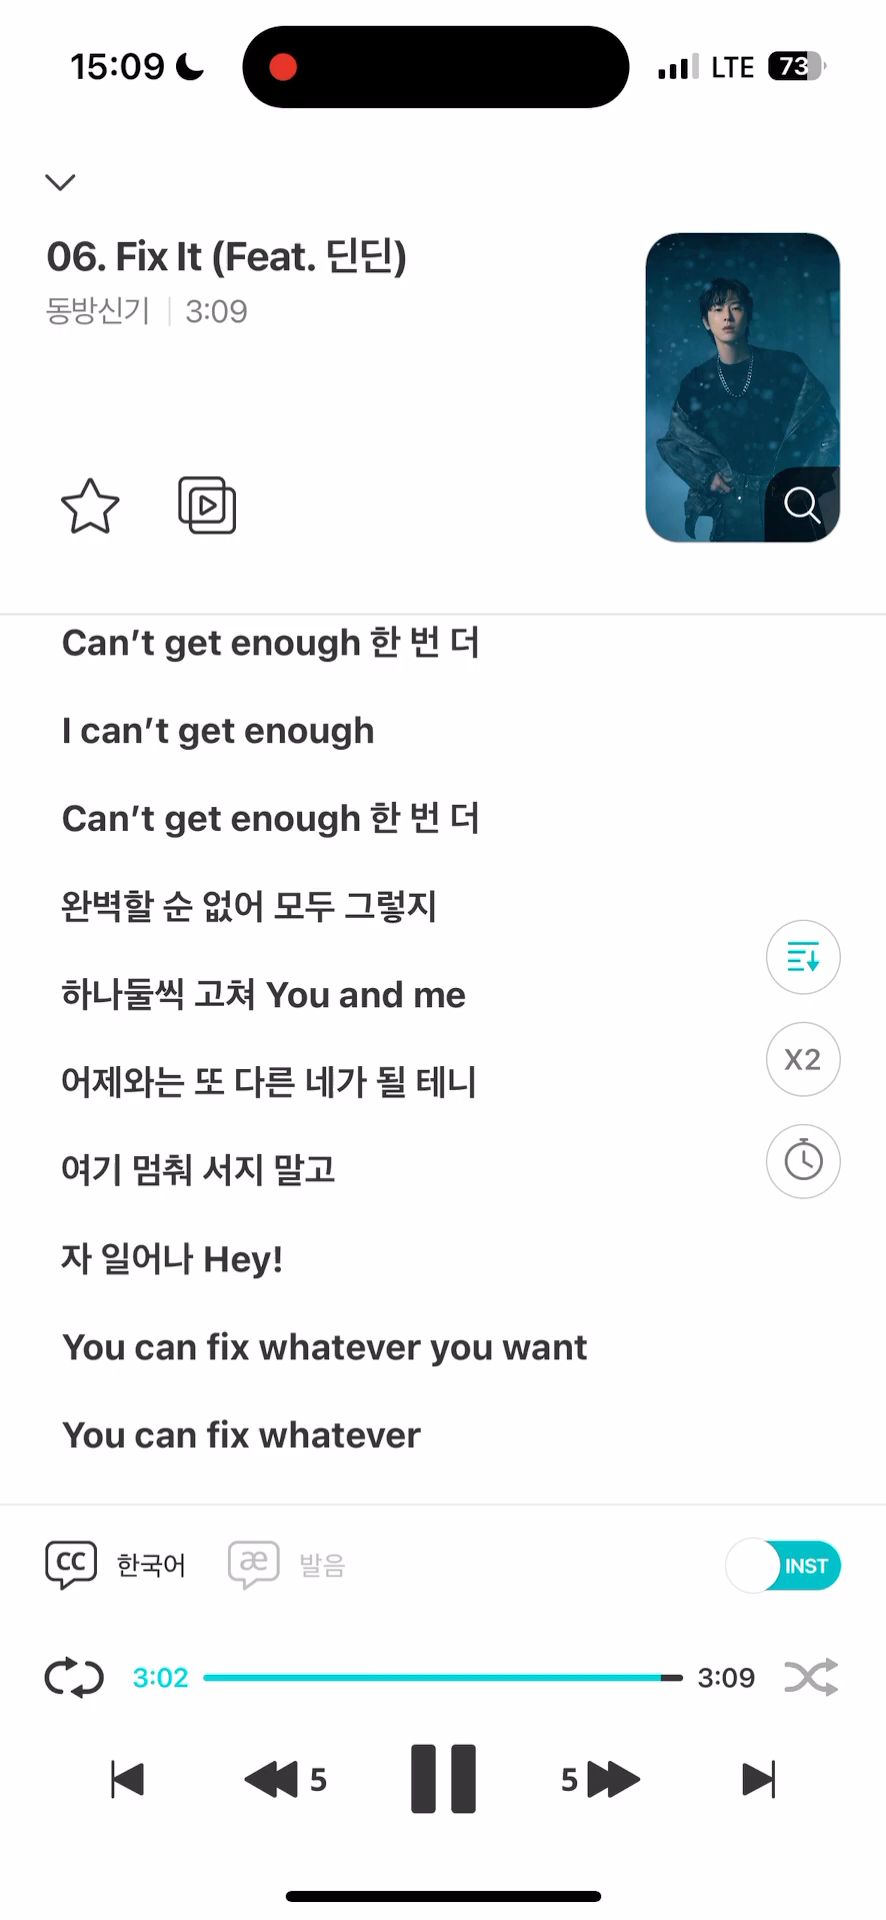 15:09
LTE 73
06. Fix It (Feat. 딘딘)
동방신기 | 3:09
Can’t get enough 한 번 더
I can’t get enough
Can’t get enough 한 번 더
완벽할 순 없어 모두 그렇지
하나둘씩 고쳐 You and me
어제와는 또 다른 네가 될 테니
X2
여기 멈춰 서지 말고
자 일어나 Hey!
You can fix whatever you want
You can fix whatever
CC 한국어 æ 발음 INST
3:02 3:09
5 5